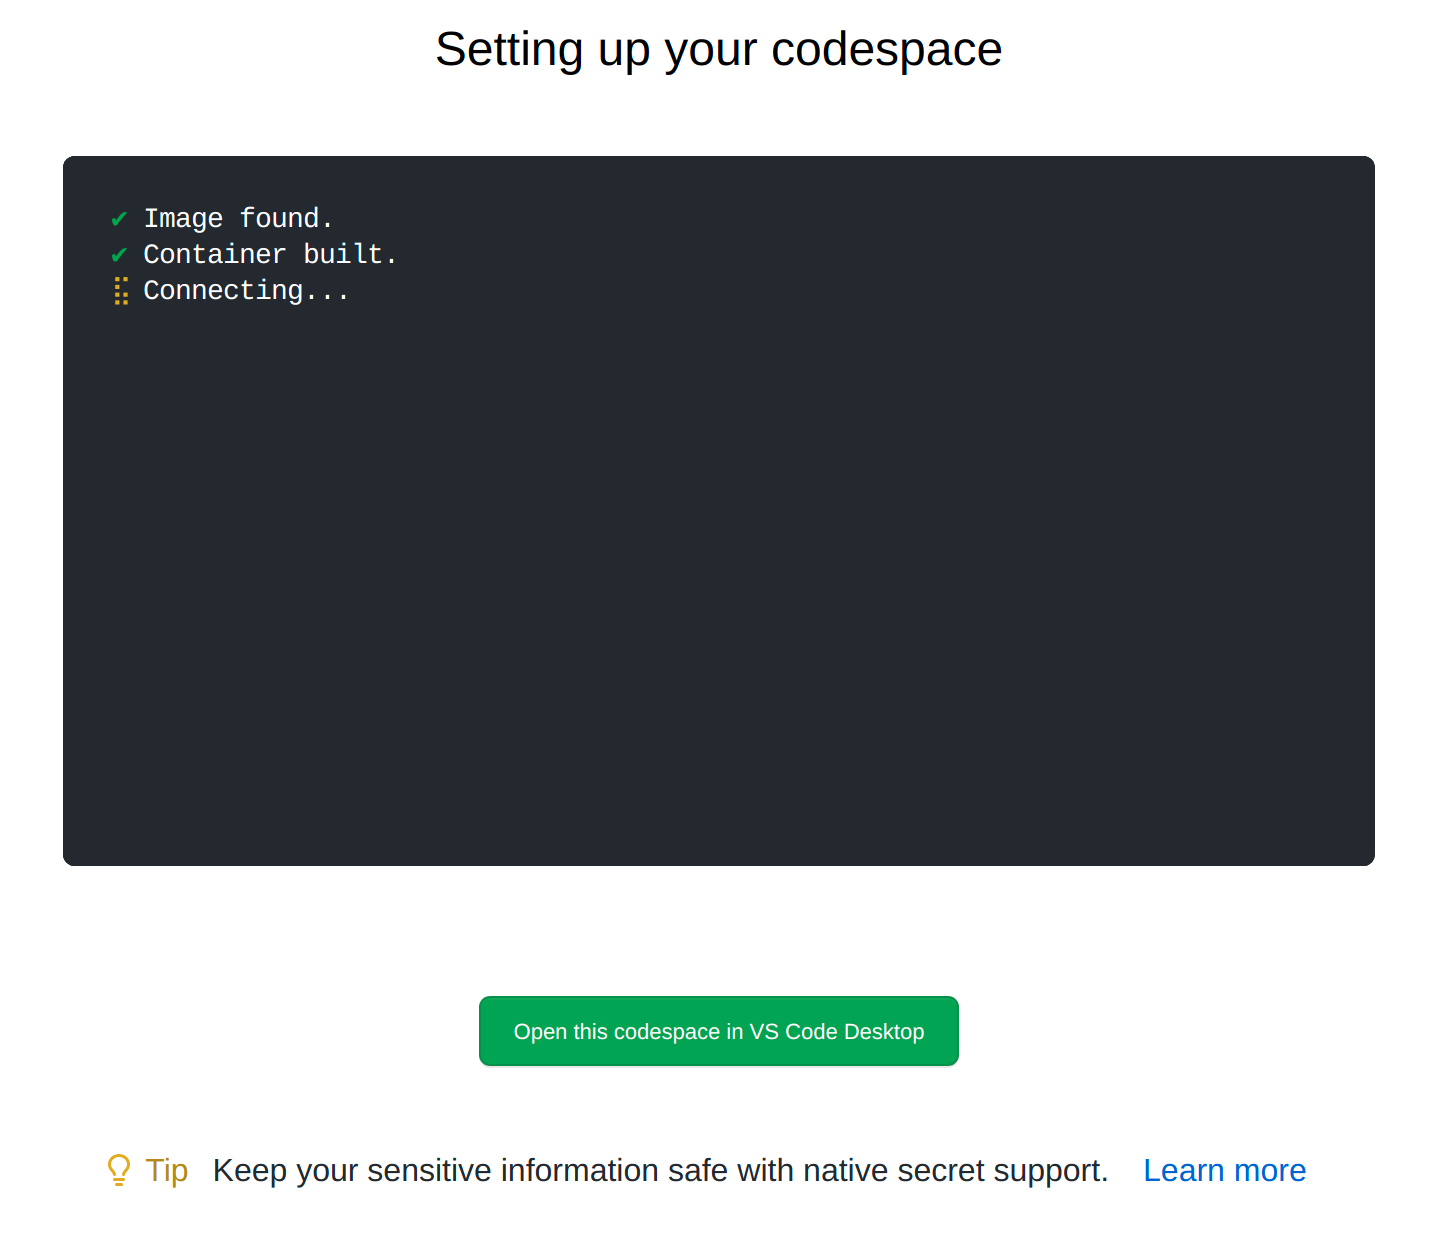 Setting up your codespace
✔ Image found.
✔ Container built.
⣻ Connecting...
Open this codespace in VS Code Desktop
Tip Keep your sensitive information safe with native secret support. Learn more